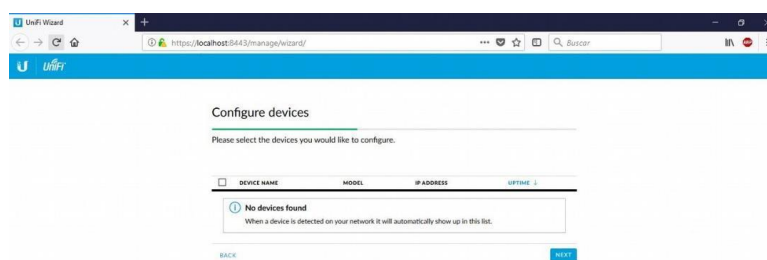 UniFi Wizard
https://localhost:8443/manage/wizard/
Buscar
UniFi
Configure devices
Please select the devices you would like to configure.
DEVICE NAME MODEL IP ADDRESS UPTIME ↓
No devices found
When a device is detected on your network it will automatically show up in this list.
BACK NEXT